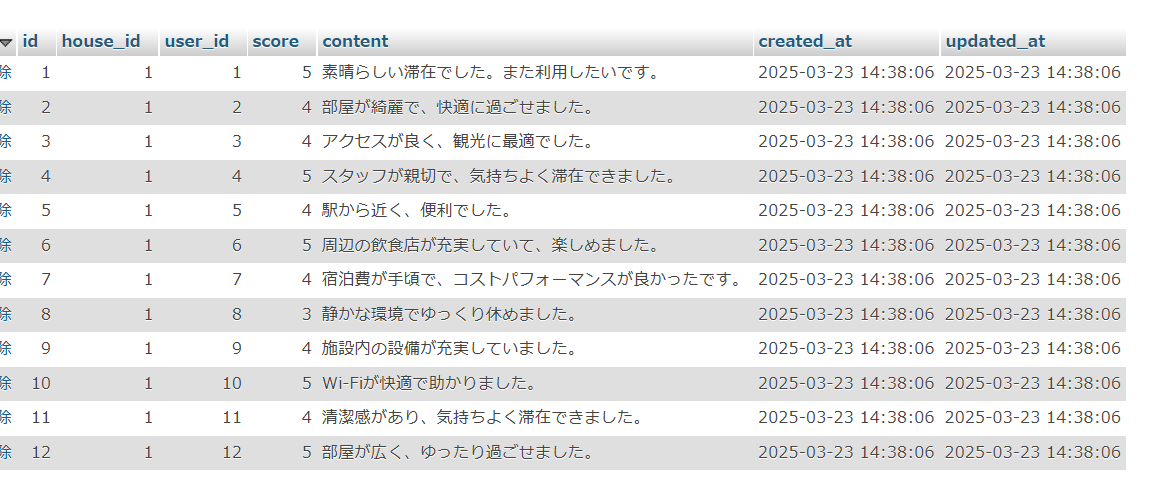 id house_id user_id score content created_at updated_at
除 1 1 1 5 素晴らしい滞在でした。また利用したいです。 2025-03-23 14:38:06 2025-03-23 14:38:06
除 2 1 2 4 部屋が綺麗で、快適に過ごせました。 2025-03-23 14:38:06 2025-03-23 14:38:06
除 3 1 3 4 アクセスが良く、観光に最適でした。 2025-03-23 14:38:06 2025-03-23 14:38:06
除 4 1 4 5 スタッフが親切で、気持ちよく滞在できました。 2025-03-23 14:38:06 2025-03-23 14:38:06
除 5 1 5 4 駅から近く、便利でした。 2025-03-23 14:38:06 2025-03-23 14:38:06
除 6 1 6 5 周辺の飲食店が充実していて、楽しめました。 2025-03-23 14:38:06 2025-03-23 14:38:06
除 7 1 7 4 宿泊費が手頃で、コストパフォーマンスが良かったです。 2025-03-23 14:38:06 2025-03-23 14:38:06
除 8 1 8 3 静かな環境でゆっくり休めました。 2025-03-23 14:38:06 2025-03-23 14:38:06
除 9 1 9 4 施設内の設備が充実していました。 2025-03-23 14:38:06 2025-03-23 14:38:06
除 10 1 10 5 Wi-Fiが快適で助かりました。 2025-03-23 14:38:06 2025-03-23 14:38:06
除 11 1 11 4 清潔感があり、気持ちよく滞在できました。 2025-03-23 14:38:06 2025-03-23 14:38:06
除 12 1 12 5 部屋が広く、ゆったり過ごせました。 2025-03-23 14:38:06 2025-03-23 14:38:06